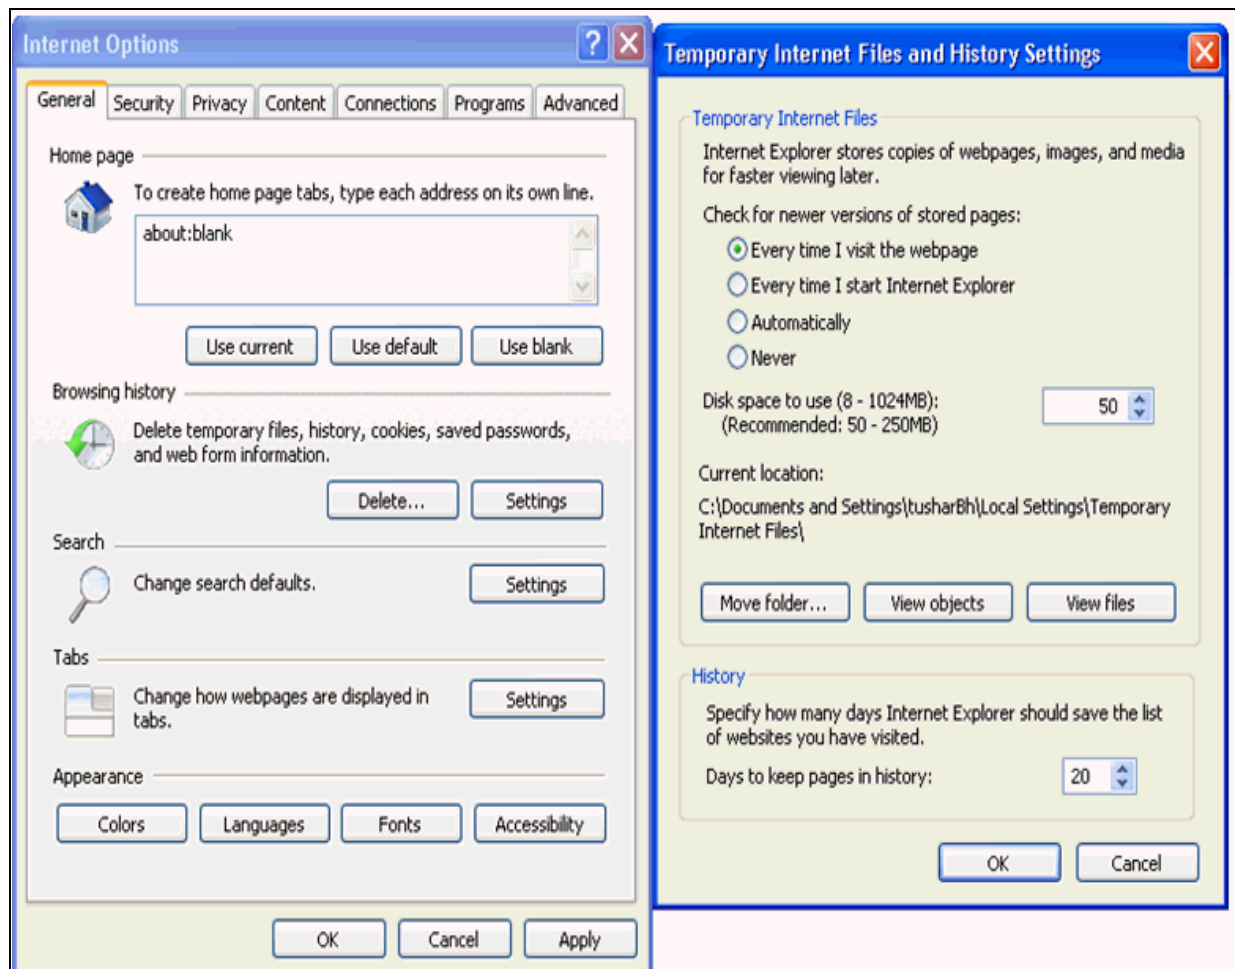 Internet Options
General Security Privacy Content Connections Programs Advanced
Home page
To create home page tabs, type each address on its own line.
about:blank
Use current Use default Use blank
Browsing history
Delete temporary files, history, cookies, saved passwords,
and web form information.
Delete... Settings
Search
Change search defaults.
Settings
Tabs
Change how webpages are displayed in
tabs.
Settings
Appearance
Colors Languages Fonts Accessibility
OK Cancel Apply
Temporary Internet Files and History Settings
Temporary Internet Files
Internet Explorer stores copies of webpages, images, and media
for faster viewing later.
Check for newer versions of stored pages:
Every time I visit the webpage
Every time I start Internet Explorer
Automatically
Never
Disk space to use (8 - 1024MB): 50
(Recommended: 50 - 250MB)
Current location:
C:\Documents and Settings\tusharBh\Local Settings\Temporary
Internet Files\
Move folder... View objects View files
History
Specify how many days Internet Explorer should save the list
of websites you have visited.
Days to keep pages in history: 20
OK Cancel